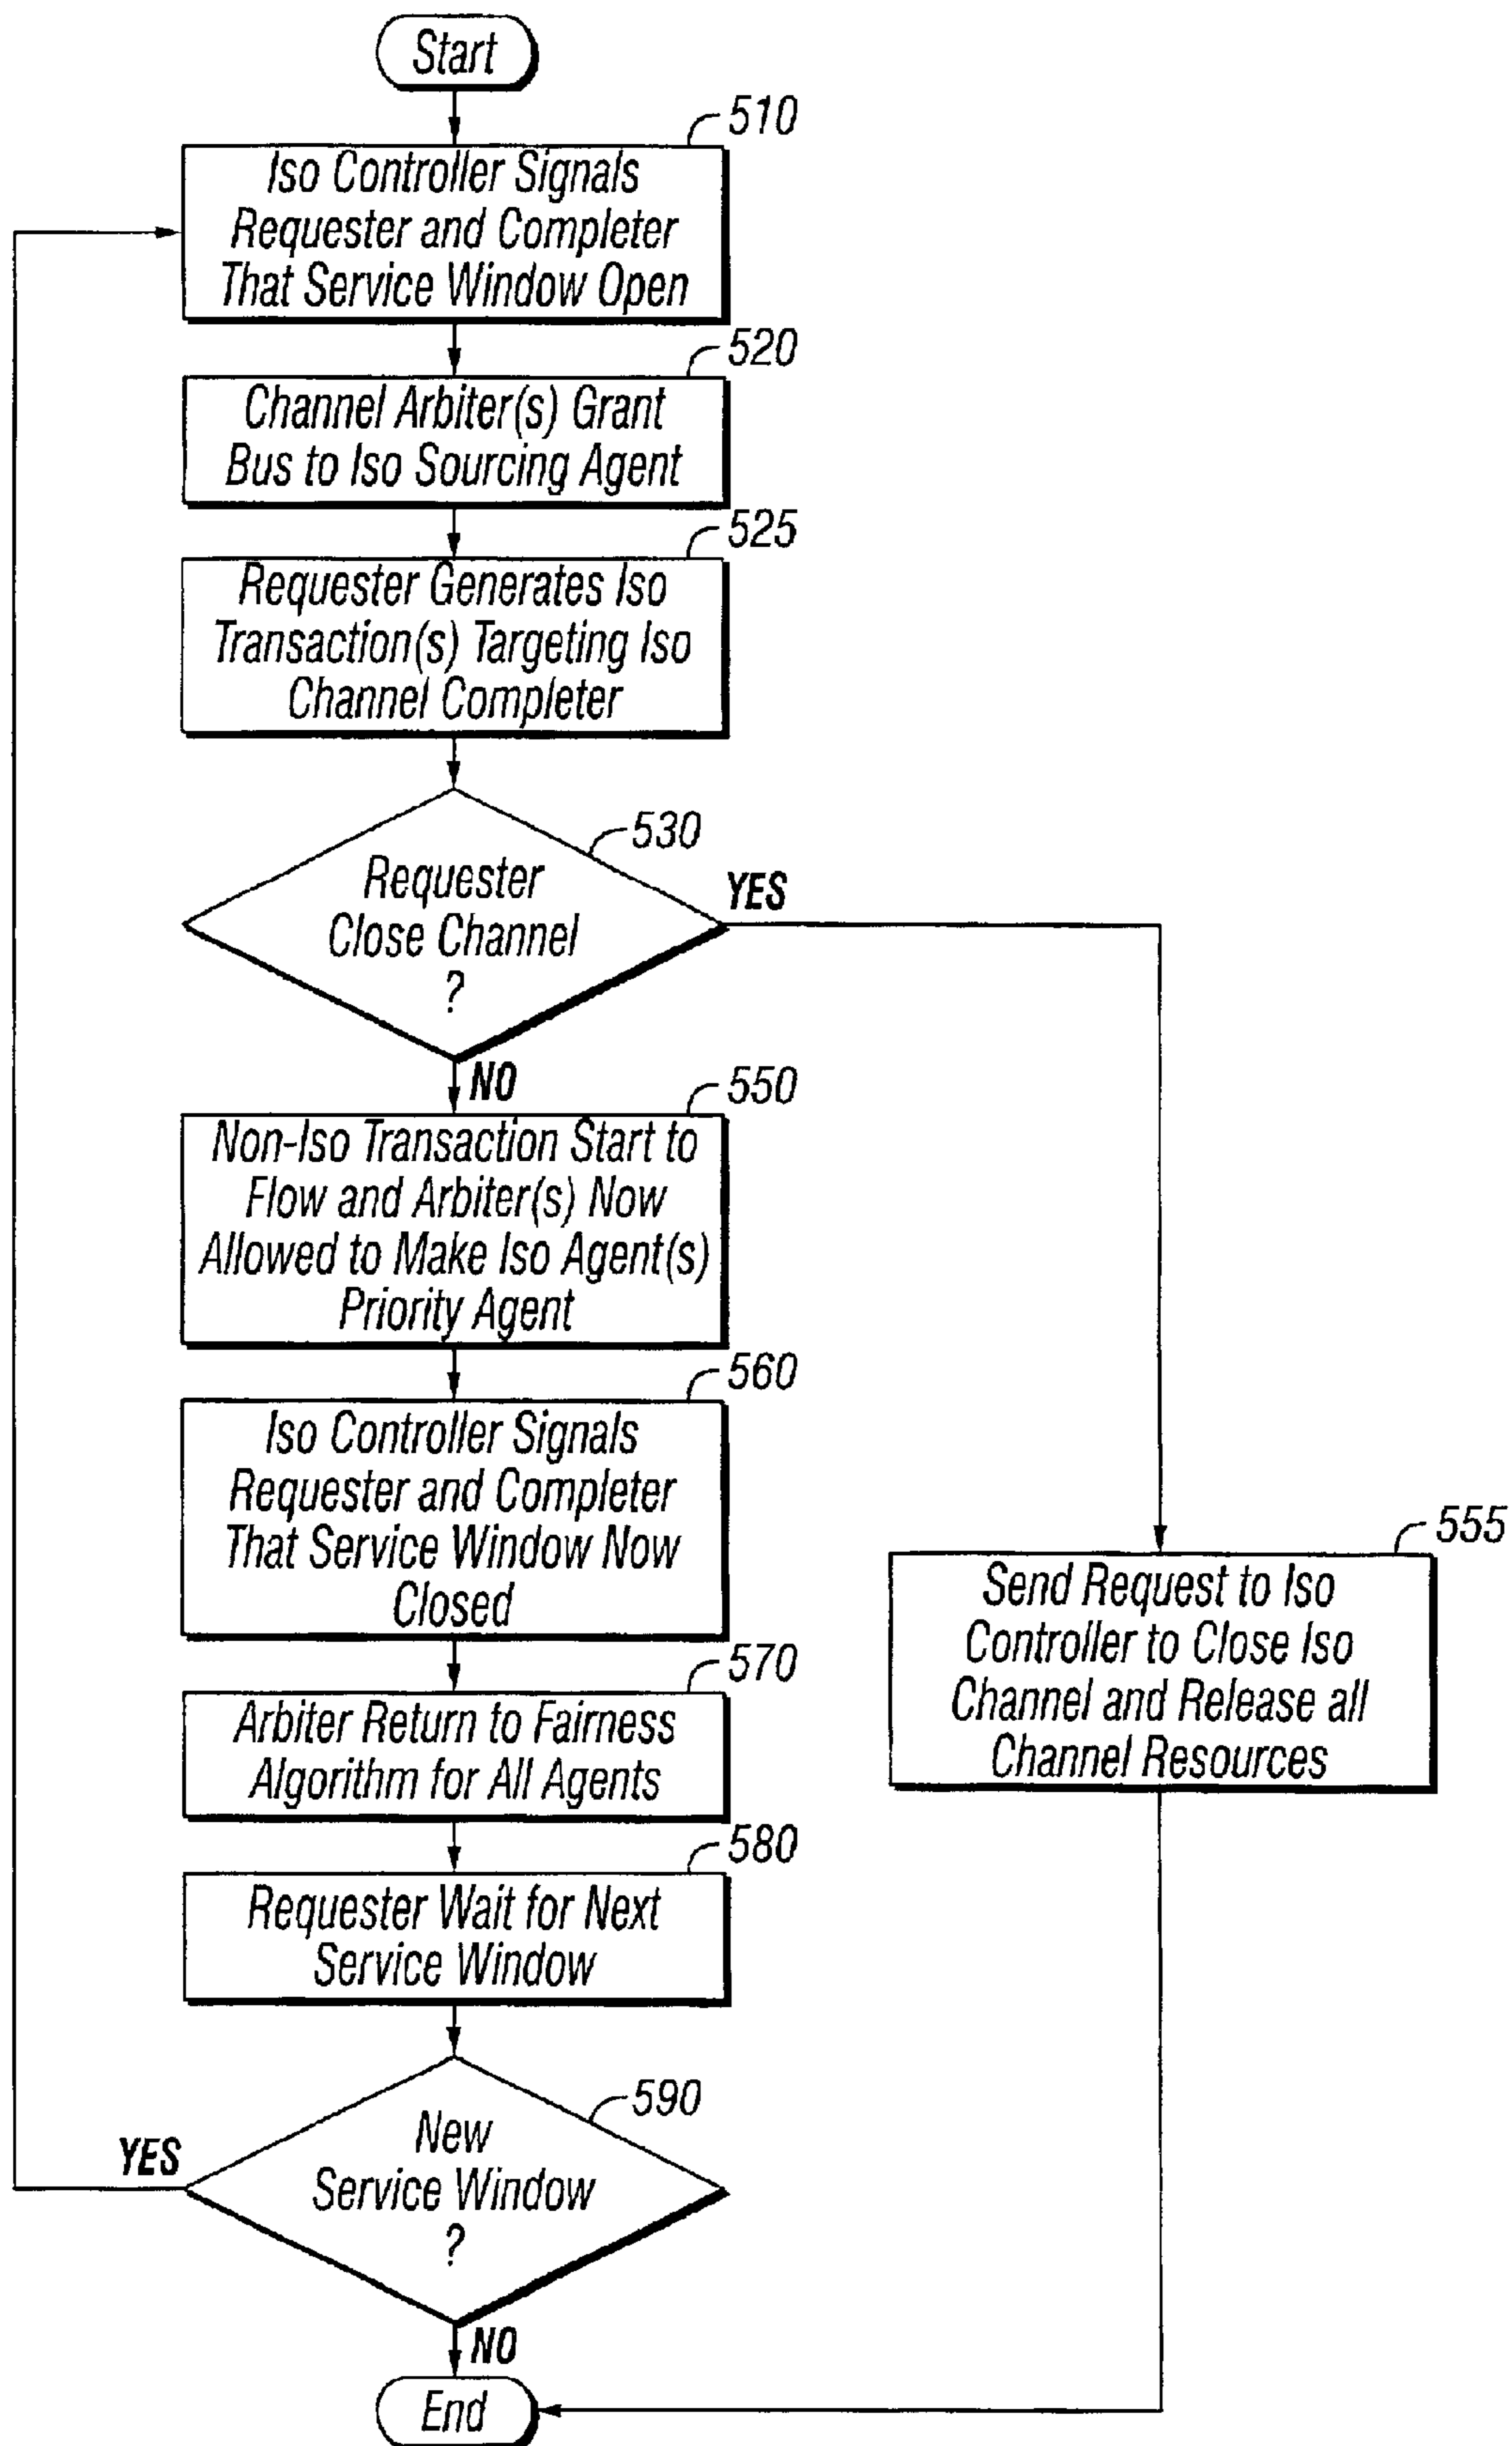 Start
510
Iso Controller Signals
Requester and Completer
That Service Window Open
520
Channel Arbiter(s) Grant
Bus to Iso Sourcing Agent
525
Requester Generates Iso
Transaction(s) Targeting Iso
Channel Completer
530
Requester
Close Channel
?
YES
NO
550
Non-Iso Transaction Start to
Flow and Arbiter(s) Now
Allowed to Make Iso Agent(s)
Priority Agent
560
Iso Controller Signals
Requester and Completer
That Service Window Now
Closed
555
Send Request to Iso
Controller to Close Iso
Channel and Release all
Channel Resources
570
Arbiter Return to Fairness
Algorithm for All Agents
580
Requester Wait for Next
Service Window
590
New
Service Window
?
YES
NO
End